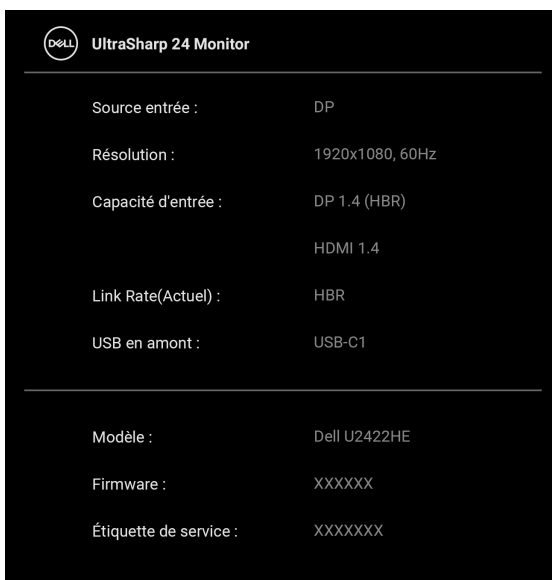 DELL UltraSharp 24 Monitor
Source entrée : DP
Résolution : 1920x1080, 60Hz
Capacité d'entrée : DP 1.4 (HBR)
HDMI 1.4
Link Rate(Actuel) : HBR
USB en amont : USB-C1
Modèle : Dell U2422HE
Firmware : XXXXXX
Étiquette de service : XXXXXXX